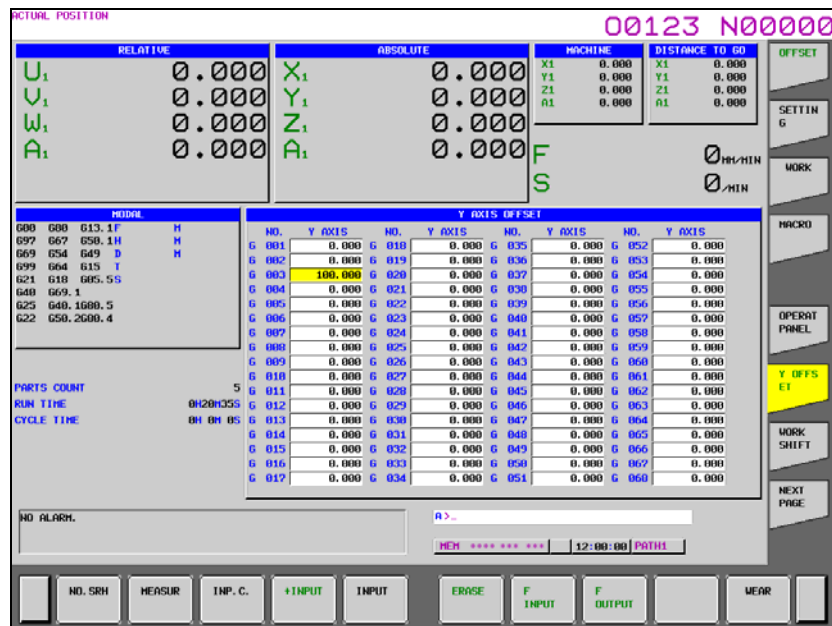 ACTUAL POSITION
O0123 N00000
RELATIVE
U1 0.000
V1 0.000
W1 0.000
A1 0.000
ABSOLUTE
X1 0.000
Y1 0.000
Z1 0.000
A1 0.000
MACHINE
X1 0.000
Y1 0.000
Z1 0.000
A1 0.000
DISTANCE TO GO
X1 0.000
Y1 0.000
Z1 0.000
A1 0.000
F 0MM/MIN
S 0/MIN
MODAL
G00 G80 G13.1F M
G97 G67 G50.1H M
G69 G54 G49 D M
G99 G64 G15 T
G21 G18 G05.5S
G40 G69.1
G25 G40.1G80.5
G22 G50.2G80.4
PARTS COUNT 5
RUN TIME 0H20M35S
CYCLE TIME 0H 0M 0S
Y AXIS OFFSET
NO. Y AXIS NO. Y AXIS NO. Y AXIS NO. Y AXIS
G 001 0.000 G 018 0.000 G 035 0.000 G 052 0.000
G 002 0.000 G 019 0.000 G 036 0.000 G 053 0.000
G 003 100.000 G 020 0.000 G 037 0.000 G 054 0.000
G 004 0.000 G 021 0.000 G 038 0.000 G 055 0.000
G 005 0.000 G 022 0.000 G 039 0.000 G 056 0.000
G 006 0.000 G 023 0.000 G 040 0.000 G 057 0.000
G 007 0.000 G 024 0.000 G 041 0.000 G 058 0.000
G 008 0.000 G 025 0.000 G 042 0.000 G 059 0.000
G 009 0.000 G 026 0.000 G 043 0.000 G 060 0.000
G 010 0.000 G 027 0.000 G 044 0.000 G 061 0.000
G 011 0.000 G 028 0.000 G 045 0.000 G 062 0.000
G 012 0.000 G 029 0.000 G 046 0.000 G 063 0.000
G 013 0.000 G 030 0.000 G 047 0.000 G 064 0.000
G 014 0.000 G 031 0.000 G 048 0.000 G 065 0.000
G 015 0.000 G 032 0.000 G 049 0.000 G 066 0.000
G 016 0.000 G 033 0.000 G 050 0.000 G 067 0.000
G 017 0.000 G 034 0.000 G 051 0.000 G 068 0.000
OFFSET
SETTIN
G
WORK
MACRO
OPERAT
PANEL
Y OFFS
ET
WORK
SHIFT
NEXT
PAGE
NO ALARM.
A>_
MEM **** *** *** 12:00:00 PATH1
NO.SRH MEASUR INP.C. +INPUT INPUT ERASE F INPUT F OUTPUT WEAR